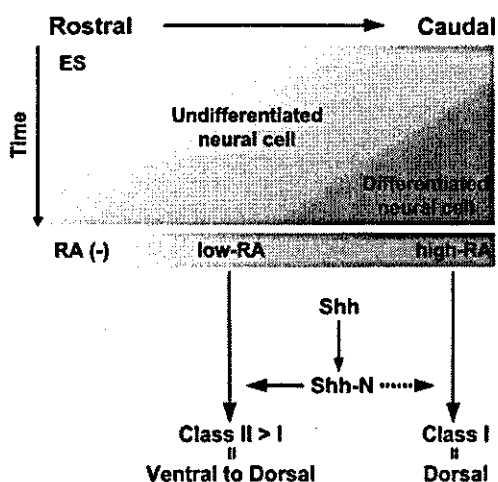 Rostral
Caudal
ES
Time
Undifferentiated
neural cell
Differentiated
neural cell
RA (-)
low-RA
high-RA
Shh
Shh-N
Class II > I
=
Ventral to Dorsal
Class I
=
Dorsal